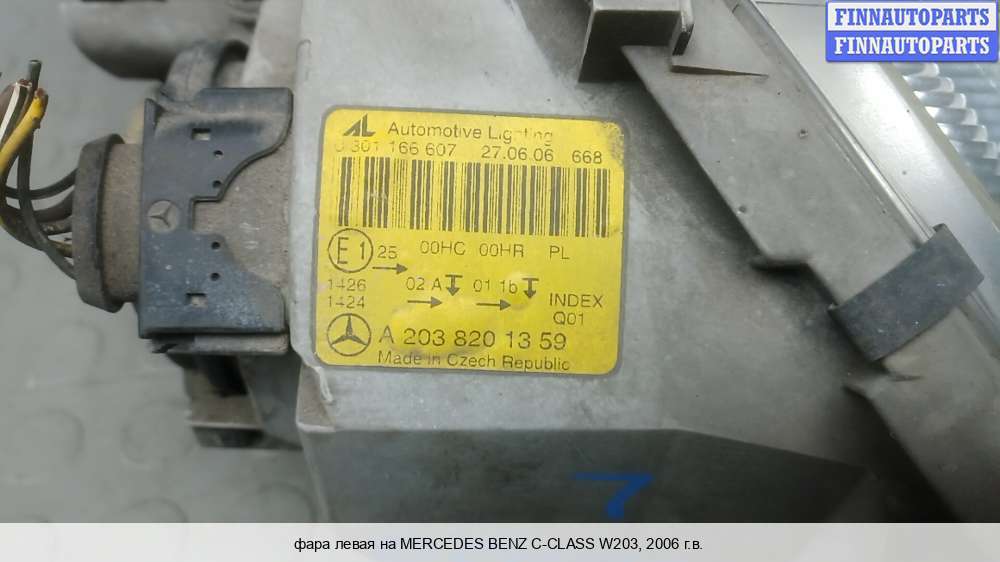 FINNAUTOPARTS
FINNAUTOPARTS
AL Automotive Lighting
0 301 166 607 27.06.06 668
E1 25 00HC 00HR PL
1426 02 A 01 1b
1424 INDEX
Q01
A 203 820 13 59
Made in Czech Republic
7
фара левая на MERCEDES BENZ C-CLASS W203, 2006 г.в.